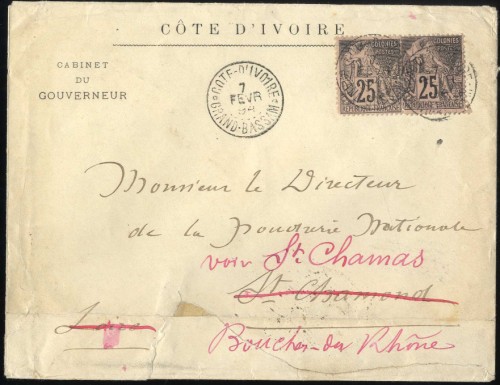 CÔTE D'IVOIRE
CABINET
DU
GOUVERNEUR
COTE-D'IVOIRE
7
FEVR
GRAND-BASSAM
COLONIES
25
COLONIES
25
Monsieur le Directeur
de la Poudrerie Nationale
voir St Chamas
St Chamond
Loire
Bouches-du Rhône